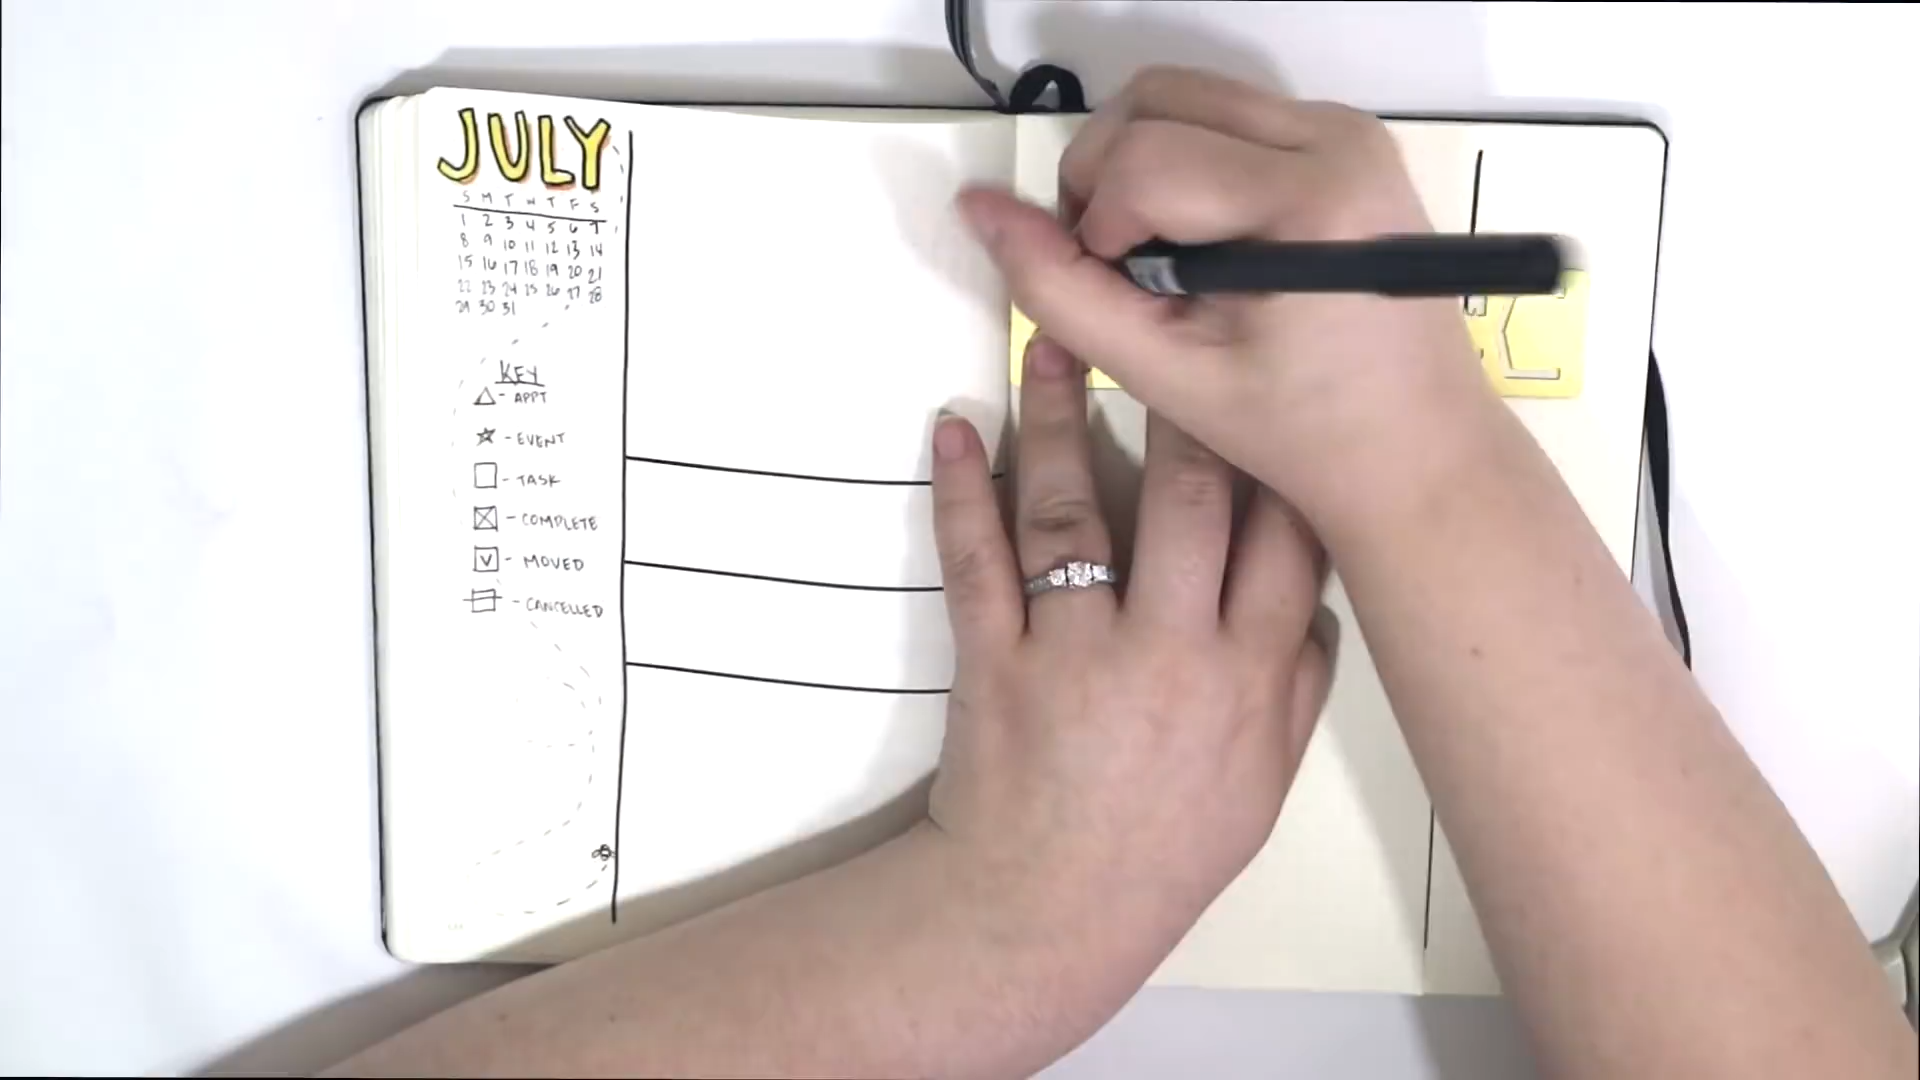 JULY
S M T W T F S
1 2 3 4 5 6 7
8 9 10 11 12 13 14
15 16 17 18 19 20 21
22 23 24 25 26 27 28
29 30 31
KEY
- APPT
- EVENT
- TASK
- COMPLETE
V - MOVED
- CANCELLED